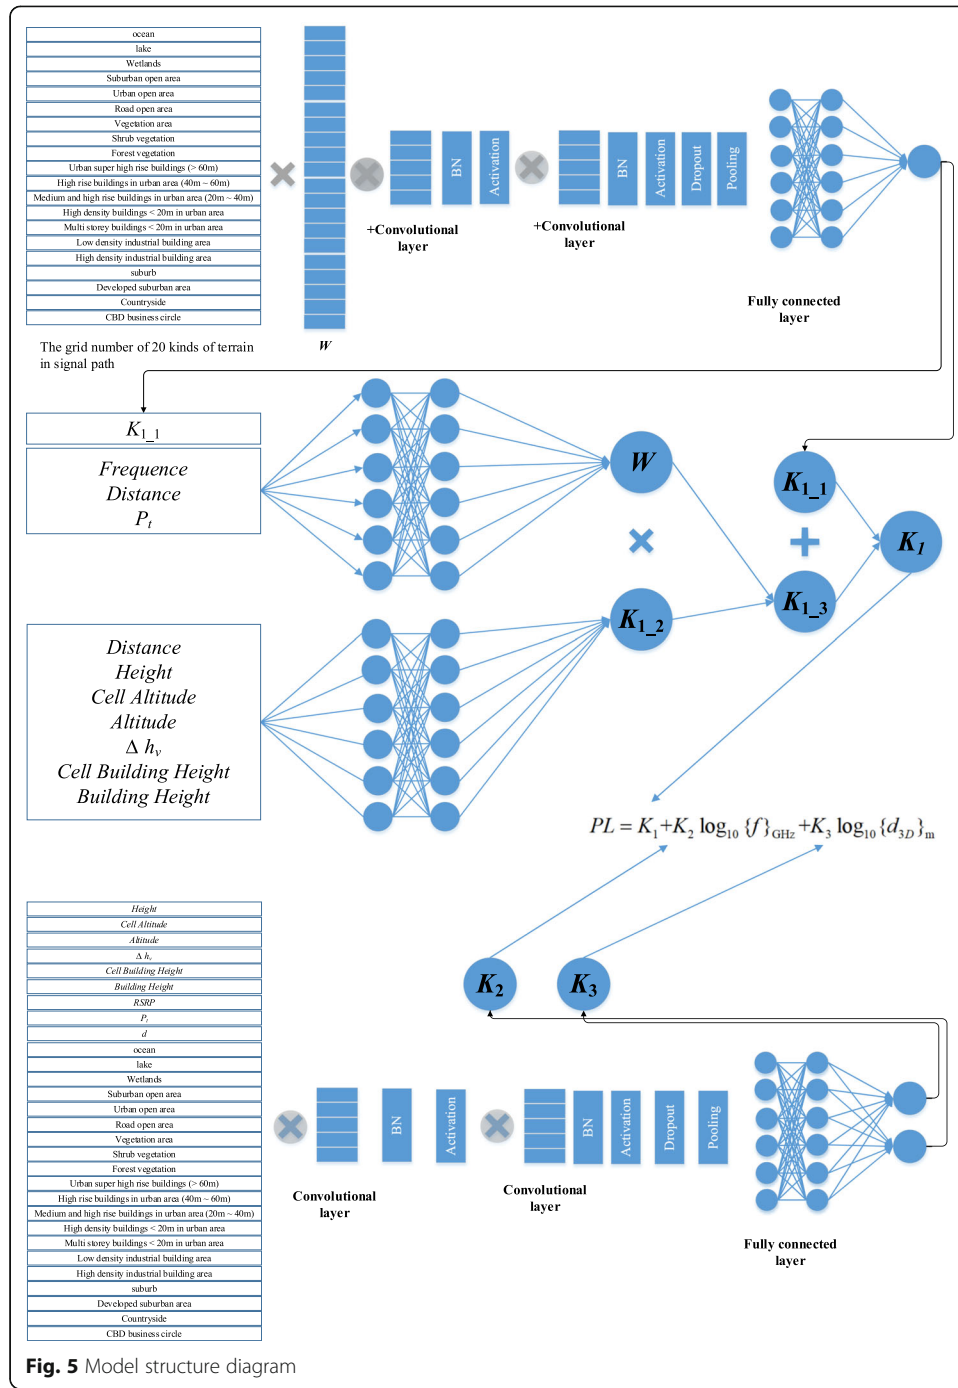 ocean
lake
Wetlands
Suburban open area
Urban open area
Road open area
Vegetation area
Shrub vegetation
Forest vegetation
Urban super high rise buildings (> 60m)
High rise buildings in urban area (40m ~ 60m)
Medium and high rise buildings in urban area (20m ~ 40m)
High density buildings < 20m in urban area
Multi storey buildings < 20m in urban area
Low density industrial building area
High density industrial building area
suburb
Developed suburban area
Countryside
CBD business circle
The grid number of 20 kinds of terrain
in signal path
W
BN
Activation
+Convolutional
layer
BN
Activation
Dropout
Pooling
+Convolutional
layer
Fully connected
layer
K1_1
Frequence
Distance
Pt
W
×
K1_2
K1_1
+
K1_3
K1
Distance
Height
Cell Altitude
Altitude
Δ hv
Cell Building Height
Building Height
PL = K1+K2 log10 {f}GHz +K3 log10{d3D}m
K2
K3
Height
Cell Altitude
Altitude
Δ hv
Cell Building Height
Building Height
RSRP
Pt
d
ocean
lake
Wetlands
Suburban open area
Urban open area
Road open area
Vegetation area
Shrub vegetation
Forest vegetation
Urban super high rise buildings (> 60m)
High rise buildings in urban area (40m ~ 60m)
Medium and high rise buildings in urban area (20m ~ 40m)
High density buildings < 20m in urban area
Multi storey buildings < 20m in urban area
Low density industrial building area
High density industrial building area
suburb
Developed suburban area
Countryside
CBD business circle
BN
Activation
Convolutional
layer
BN
Activation
Dropout
Pooling
Convolutional
layer
Fully connected
layer
Fig. 5 Model structure diagram